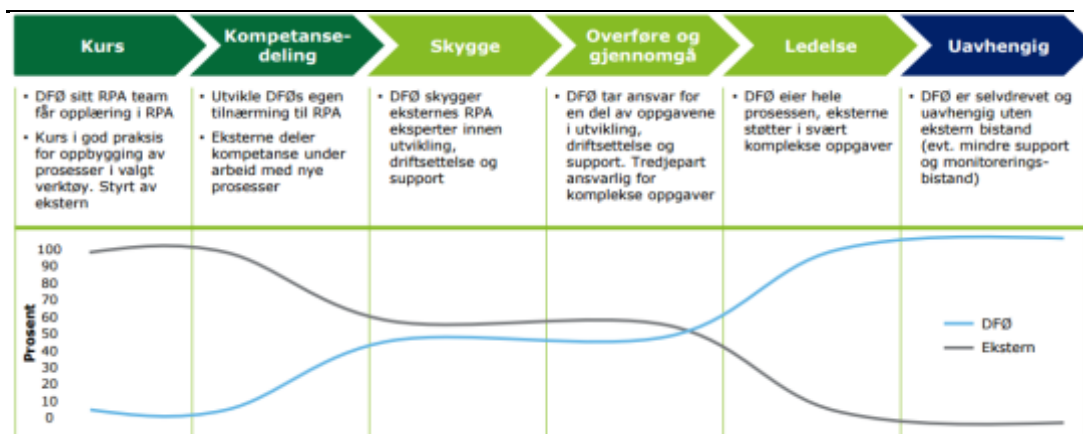 Kurs
Kompetanse-
deling
Skygge
Overføre og
gjennomgå
Ledelse
Uavhengig
• DFØ sitt RPA team
får opplæring i RPA
• Kurs i god praksis
for oppbygging av
prosesser i valgt
verktøy. Styrt av
ekstern
• Utvikle DFØs egen
tilnærming til RPA
• Eksterne deler
kompetanse under
arbeid med nye
prosesser
• DFØ skygger
eksternes RPA
eksperter innen
utvikling,
driftsettelse og
support
• DFØ tar ansvar for
en del av oppgavene
i utvikling,
driftsettelse og
support. Tredjepart
ansvarlig for
komplekse oppgaver
• DFØ eier hele
prosessen, eksterne
støtter i svært
komplekse oppgaver
• DFØ er selvdrevet og
uavhengig uten
ekstern bistand
(evt. mindre support
og monitorerings-
bistand)
Prosent
100
90
80
70
60
50
40
30
20
10
0
DFØ
Ekstern